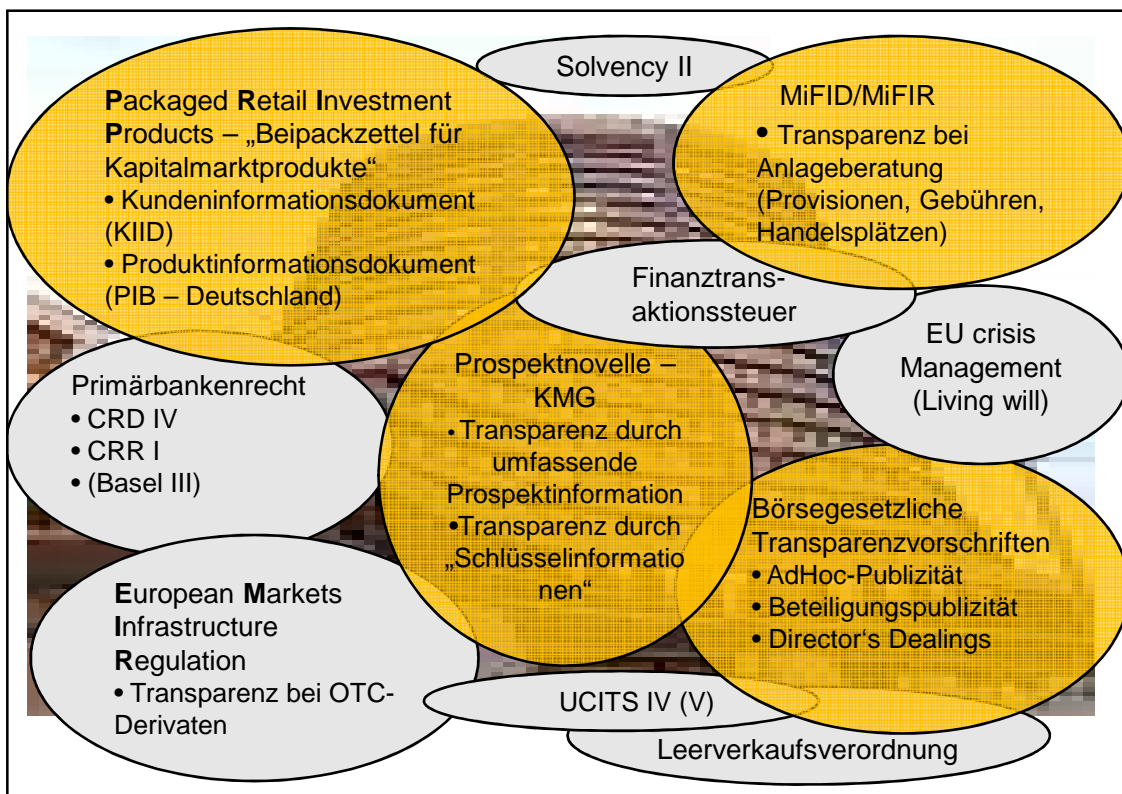 Solvency II
Packaged Retail Investment
Products – „Beipackzettel für
Kapitalmarktprodukte“
• Kundeninformationsdokument
(KIID)
• Produktinformationsdokument
(PIB – Deutschland)
MiFID/MiFIR
• Transparenz bei
Anlageberatung
(Provisionen, Gebühren,
Handelsplätzen)
Finanztrans-
aktionssteuer
EU crisis
Management
(Living will)
Primärbankenrecht
• CRD IV
• CRR I
• (Basel III)
Prospektnovelle –
KMG
• Transparenz durch
umfassende
Prospektinformation
•Transparenz durch
„Schlüsselinformatio
nen“
Börsegesetzliche
Transparenzvorschriften
• AdHoc-Publizität
• Beteiligungspublizität
• Director‘s Dealings
European Markets
Infrastructure
Regulation
• Transparenz bei OTC-
Derivaten
UCITS IV (V)
Leerverkaufsverordnung